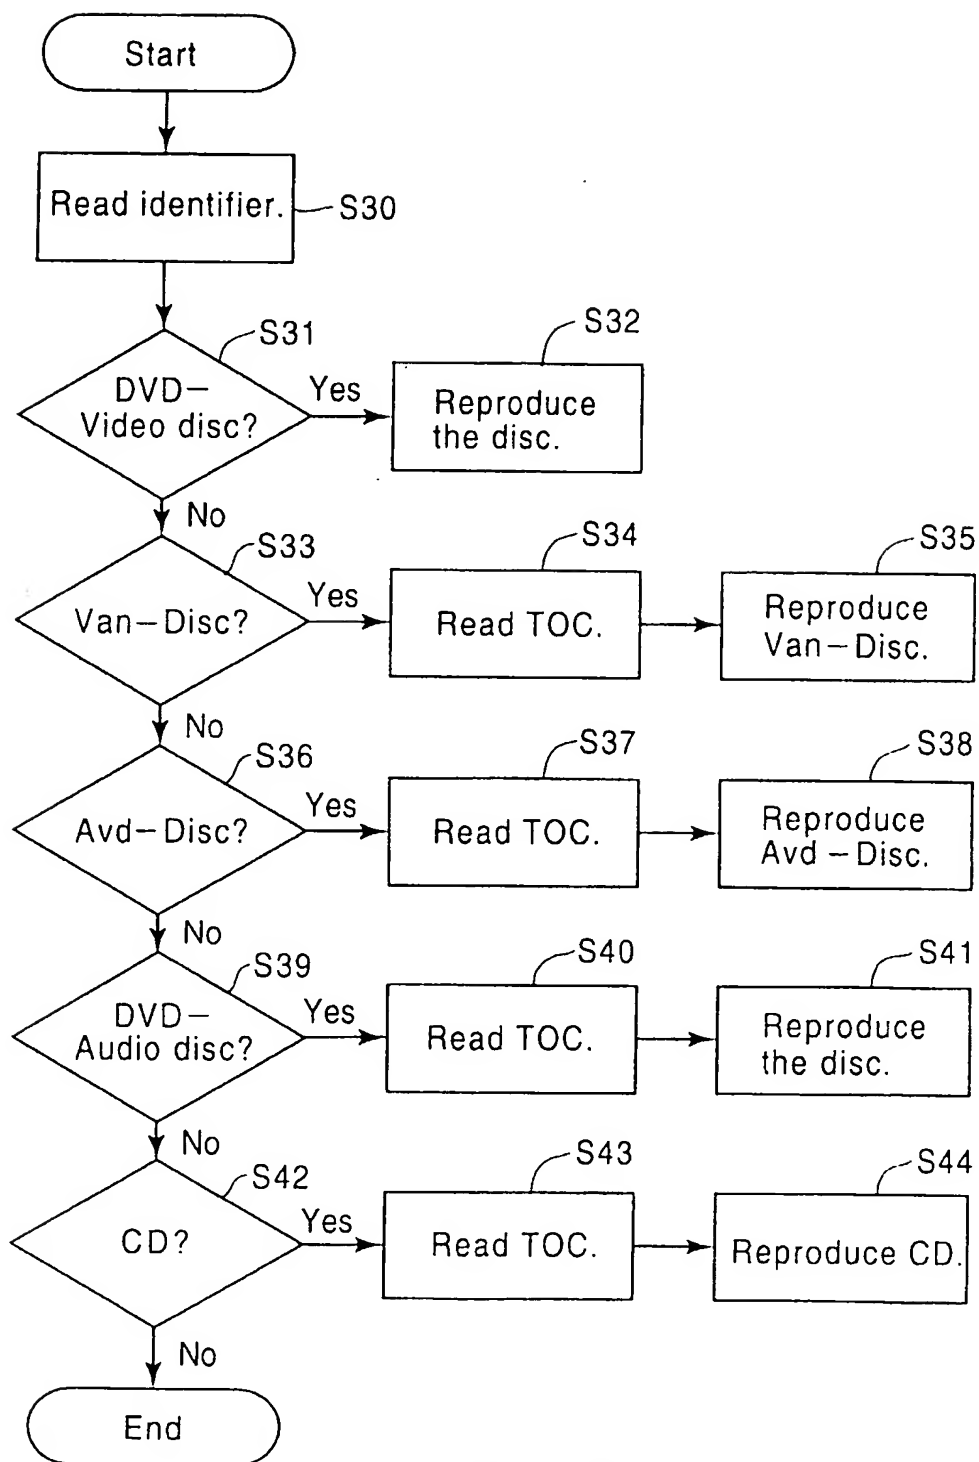 Start
Read identifier.
S30
S31
DVD-
Video disc?
Yes
S32
Reproduce
the disc.
No
S33
Van-Disc?
Yes
S34
Read TOC.
S35
Reproduce
Van-Disc.
No
S36
Avd-Disc?
Yes
S37
Read TOC.
S38
Reproduce
Avd-Disc.
No
S39
DVD-
Audio disc?
Yes
S40
Read TOC.
S41
Reproduce
the disc.
No
S42
CD?
Yes
S43
Read TOC.
S44
Reproduce CD.
No
End